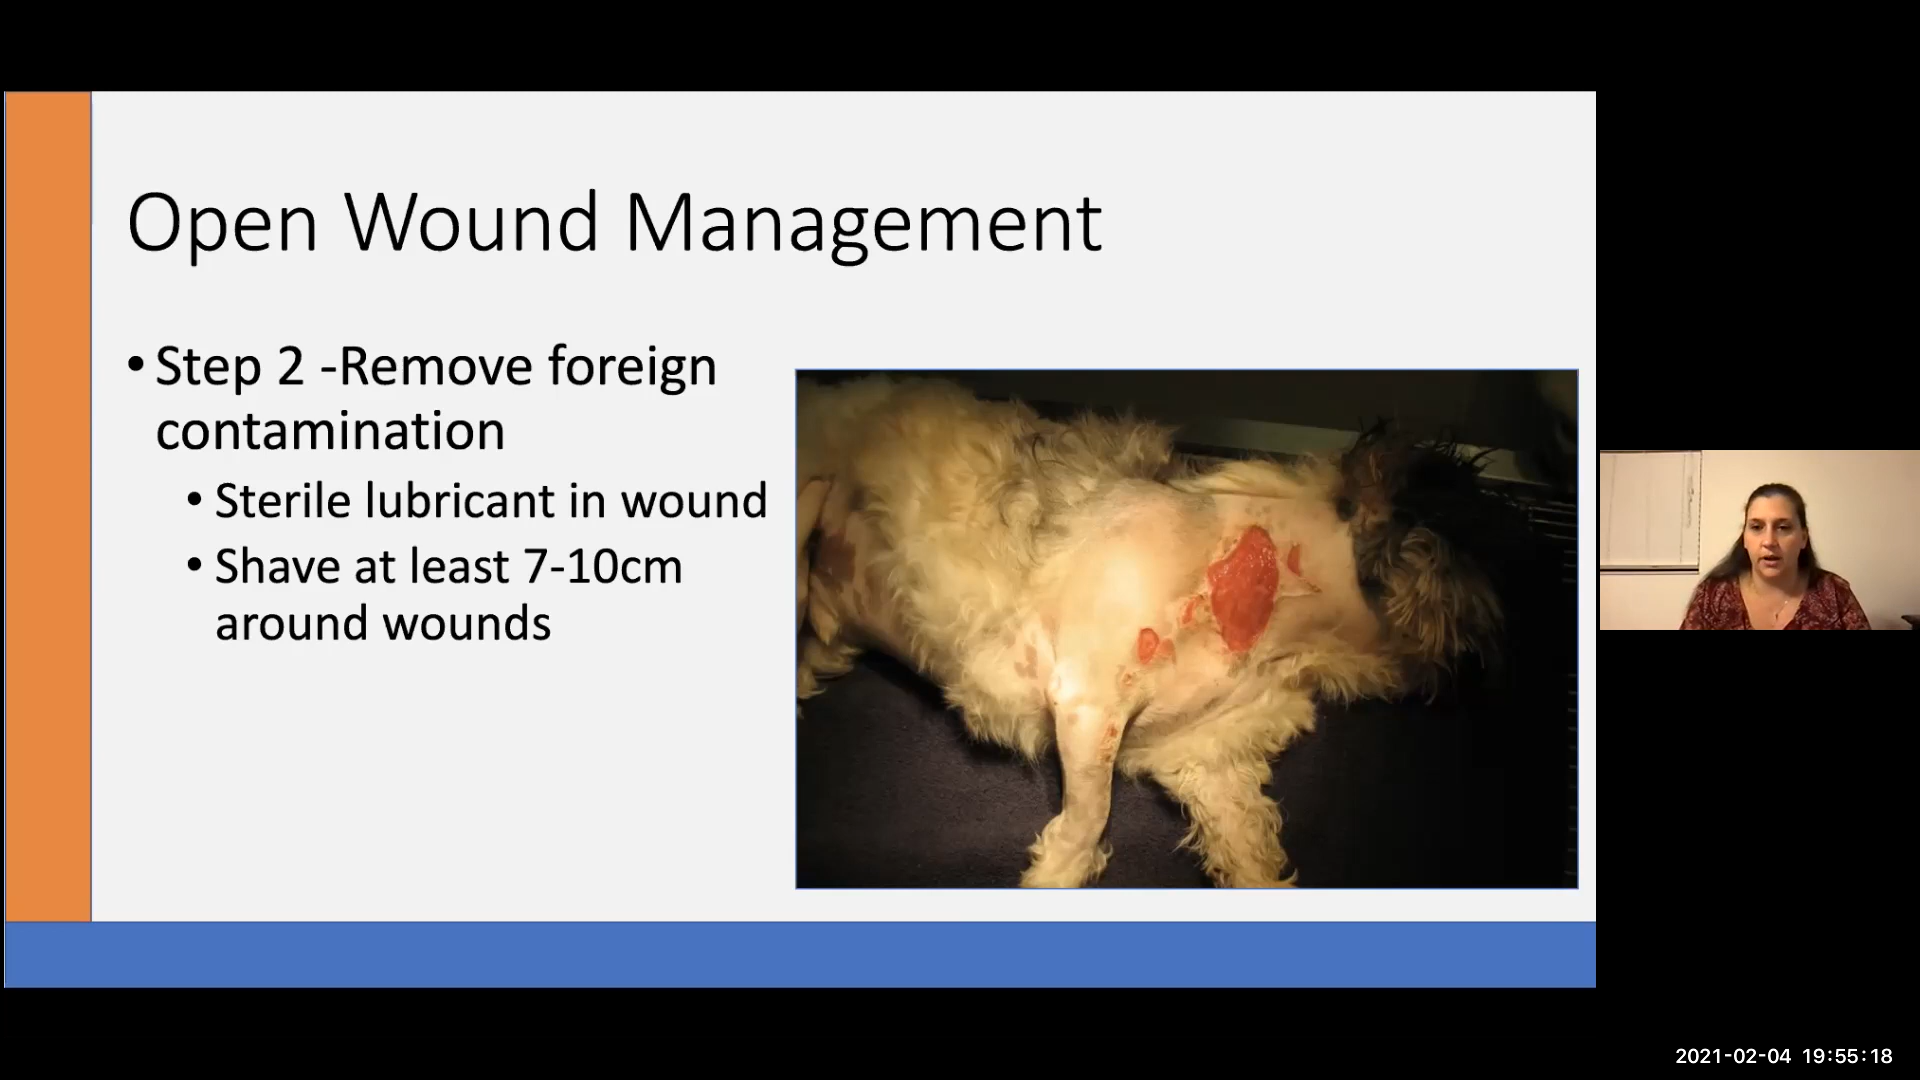 Open Wound Management
• Step 2 -Remove foreign
contamination
• Sterile lubricant in wound
• Shave at least 7-10cm
around wounds
2021-02-04 19:55:18